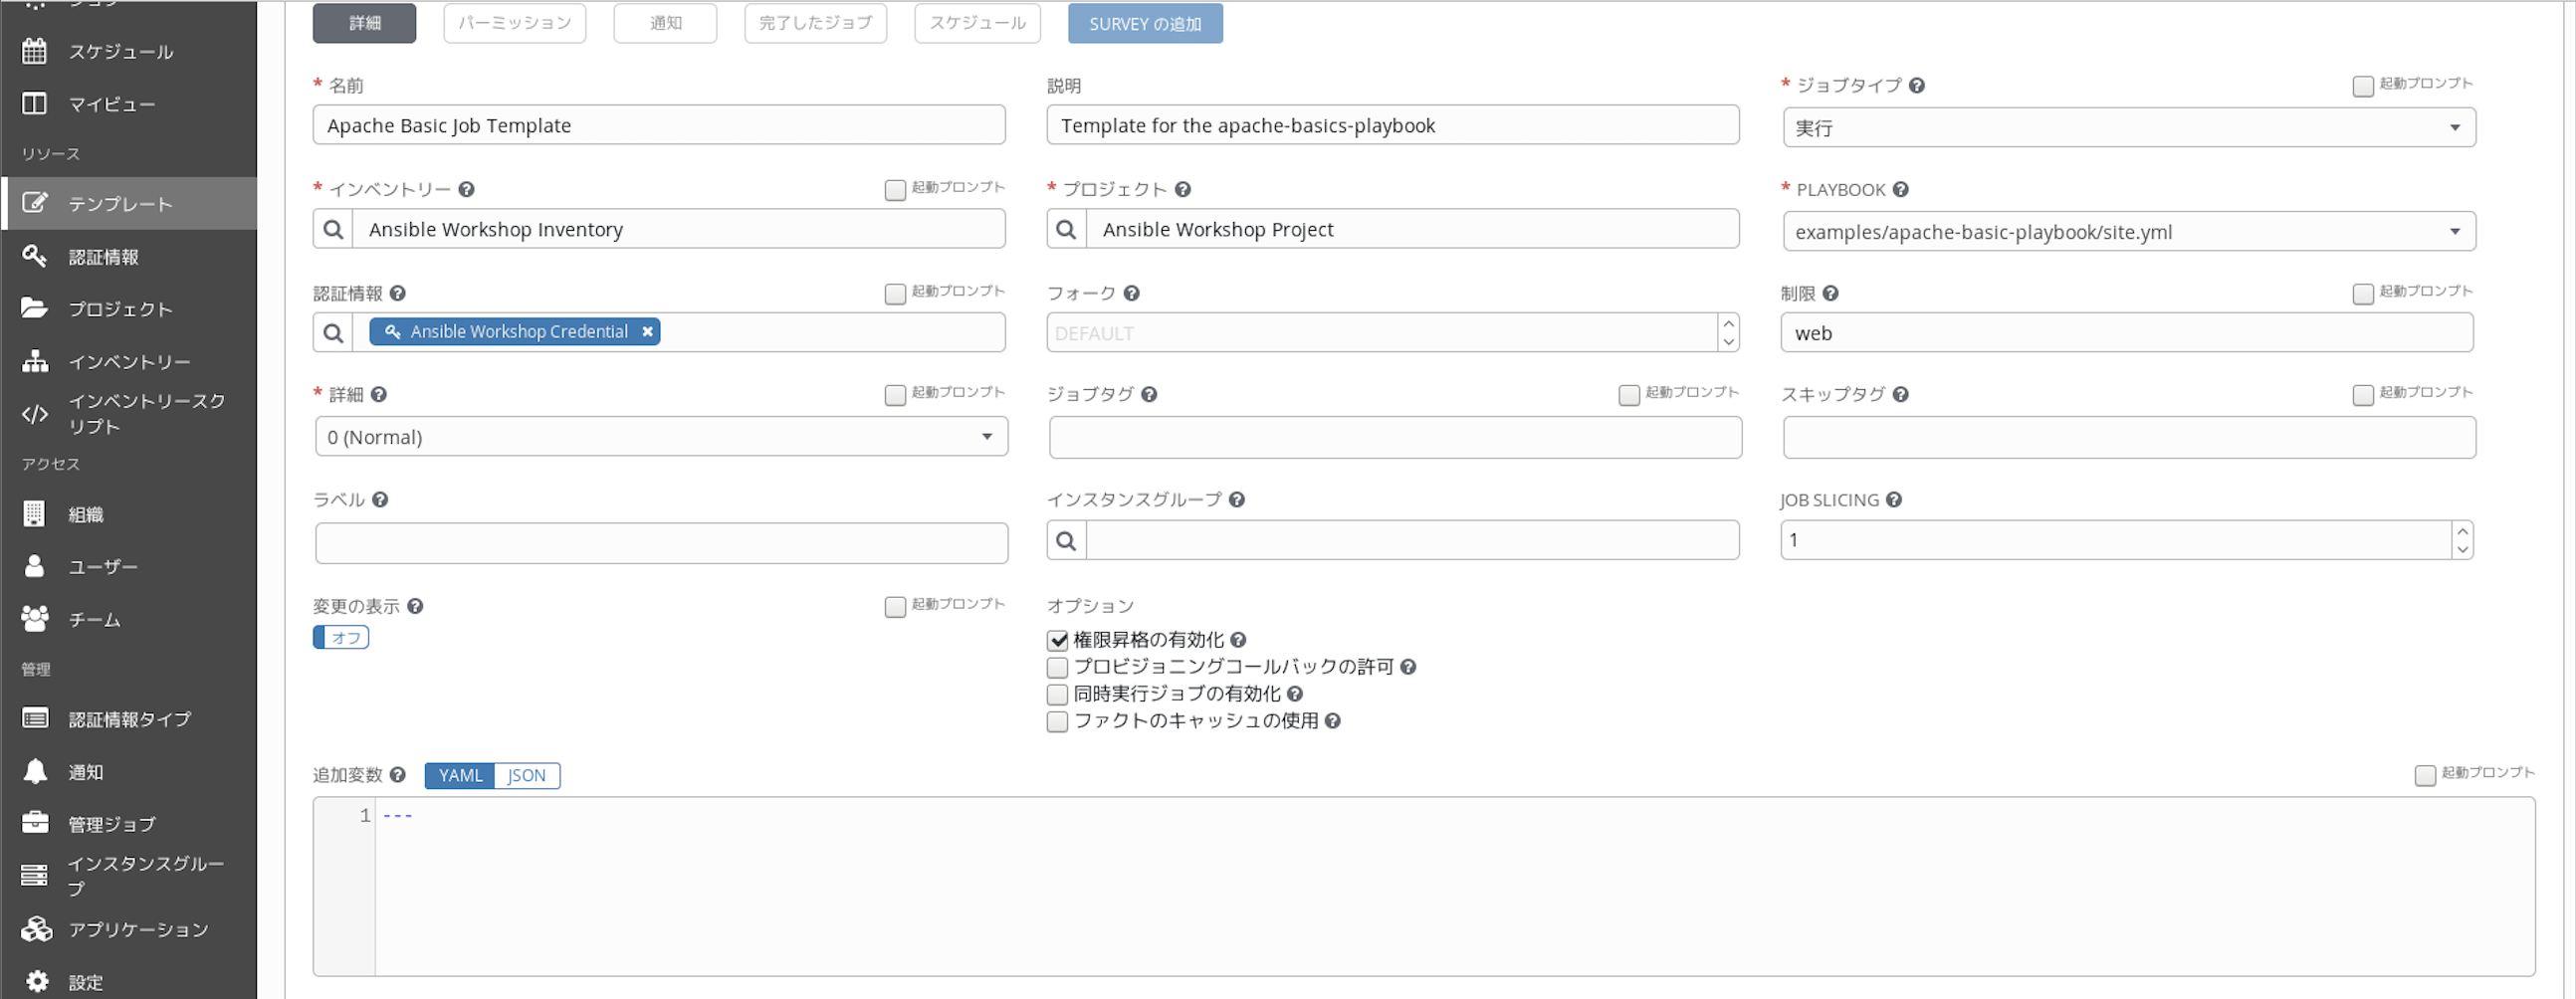 スケジュール
マイビュー
リソース
テンプレート
認証情報
プロジェクト
インベントリー
インベントリースク
リプト
アクセス
組織
ユーザー
チーム
管理
認証情報タイプ
通知
管理ジョブ
インスタンスグルー
プ
アプリケーション
設定
詳細 パーミッション 通知 完了したジョブ スケジュール SURVEY の追加
* 名前 説明 * ジョブタイプ 起動プロンプト
Apache Basic Job Template Template for the apache-basics-playbook 実行
* インベントリー 起動プロンプト * プロジェクト * PLAYBOOK
Ansible Workshop Inventory Ansible Workshop Project examples/apache-basic-playbook/site.yml
認証情報 起動プロンプト フォーク 制限 起動プロンプト
Ansible Workshop Credential DEFAULT web
* 詳細 起動プロンプト ジョブタグ 起動プロンプト スキップタグ 起動プロンプト
0 (Normal)
ラベル インスタンスグループ JOB SLICING
1
変更の表示 起動プロンプト オプション
オフ 権限昇格の有効化
プロビジョニングコールバックの許可
同時実行ジョブの有効化
ファクトのキャッシュの使用
追加変数 YAML JSON 起動プロンプト
1 ---